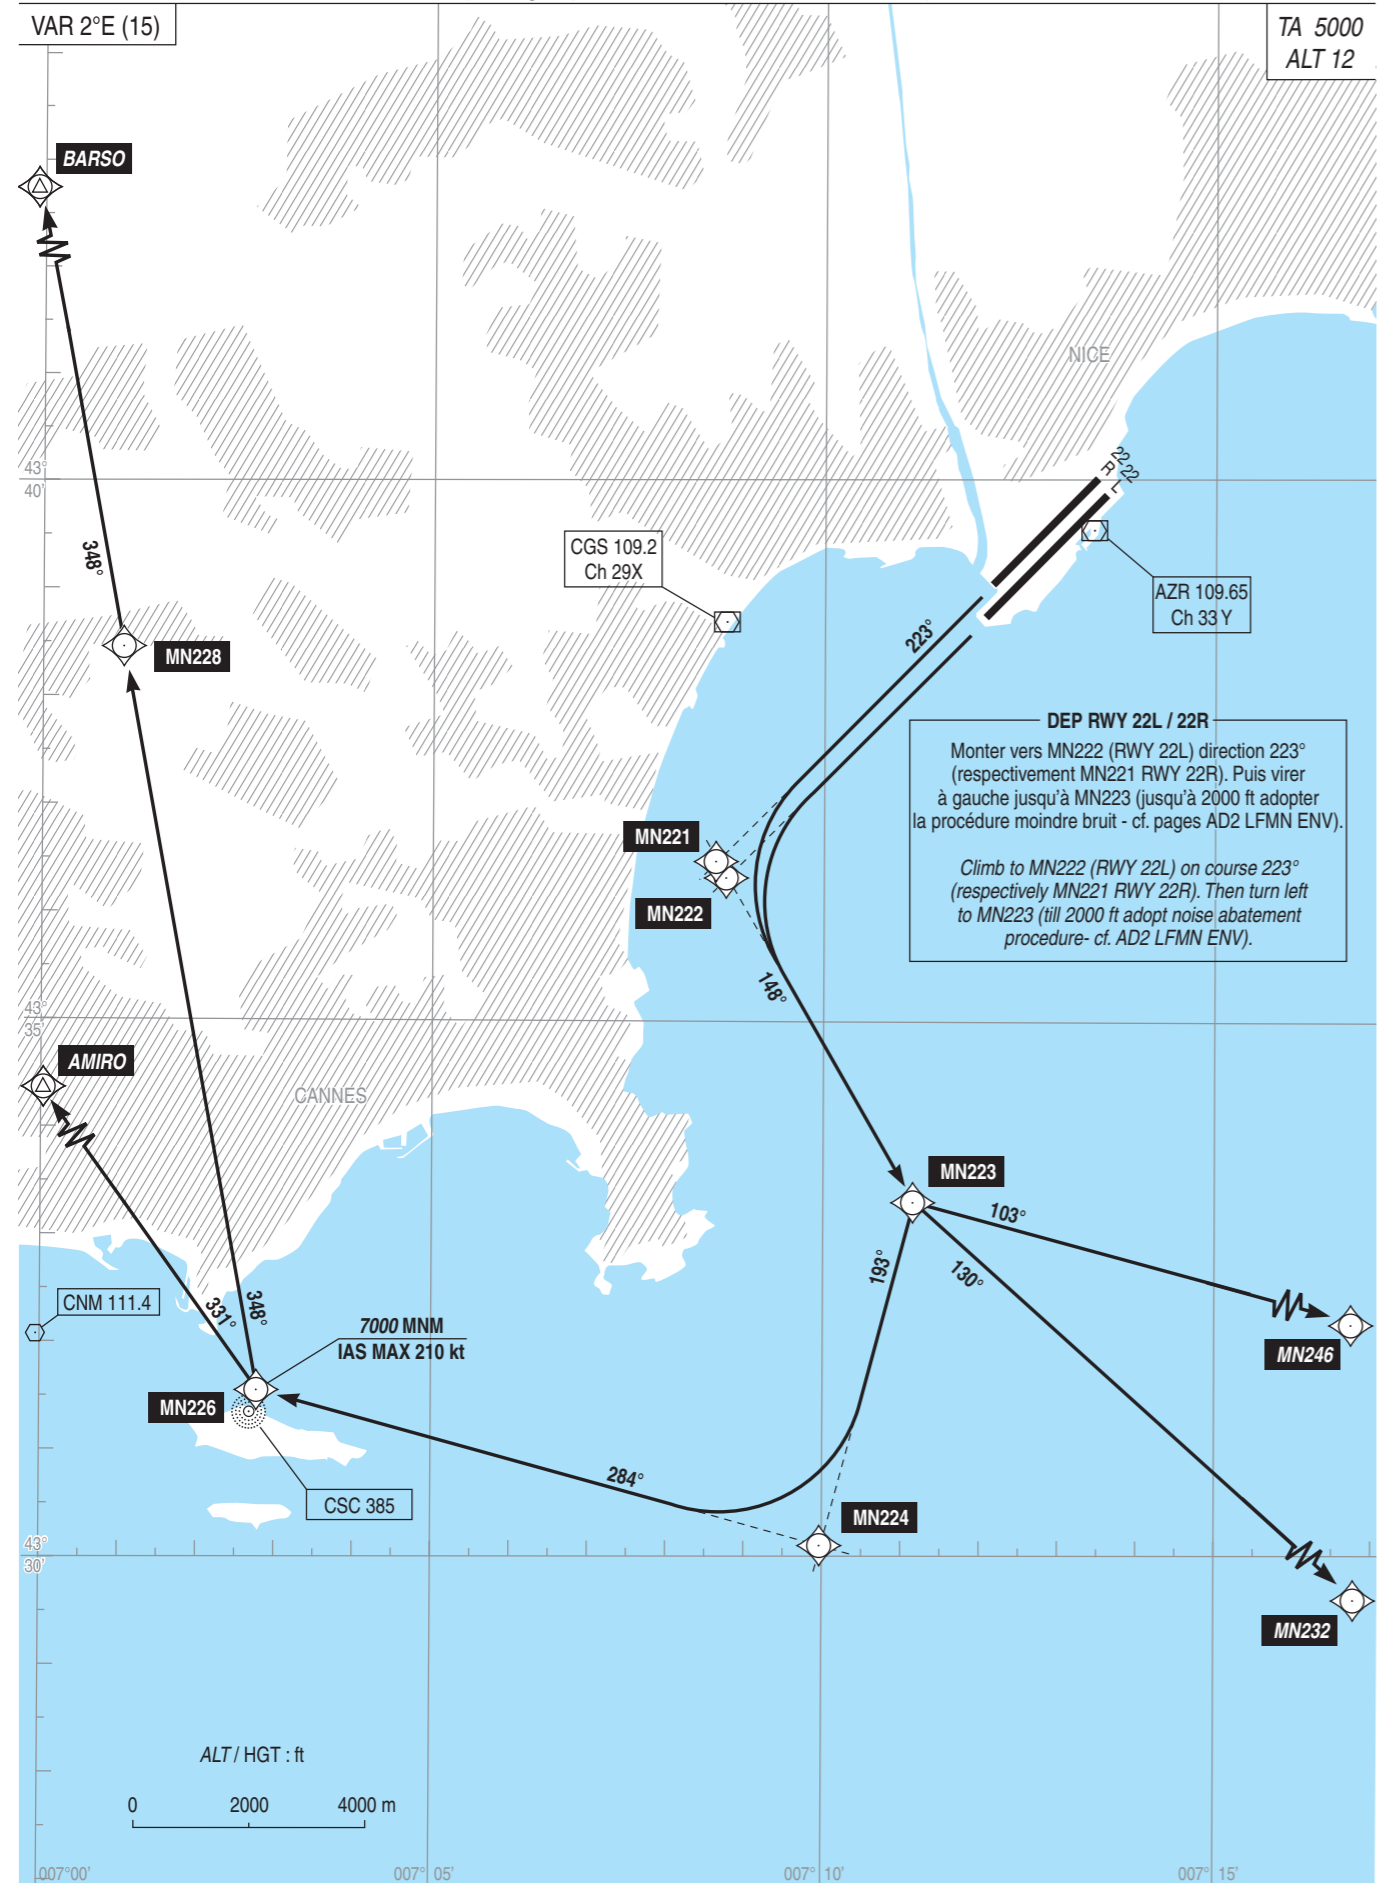 VAR 2°E (15)
TA 5000
ALT 12
BARSO
NICE
43°
40'
22
R
22
L
CGS 109.2
Ch 29X
AZR 109.65
Ch 33 Y
348°
MN228
223°
DEP RWY 22L / 22R
Monter vers MN222 (RWY 22L) direction 223°
(respectivement MN221 RWY 22R). Puis virer
à gauche jusqu'à MN223 (jusqu'à 2000 ft adopter
la procédure moindre bruit - cf. pages AD2 LFMN ENV).
Climb to MN222 (RWY 22L) on course 223°
(respectively MN221 RWY 22R). Then turn left
to MN223 (till 2000 ft adopt noise abatement
procedure- cf. AD2 LFMN ENV).
MN221
MN222
148°
43°
35'
AMIRO
CANNES
MN223
103°
193°
130°
CNM 111.4
331°
348°
7000 MNM
IAS MAX 210 kt
MN246
MN226
284°
CSC 385
MN224
43°
30'
MN232
ALT / HGT : ft
0 2000 4000 m
007°00' 007° 05' 007° 10' 007° 15'